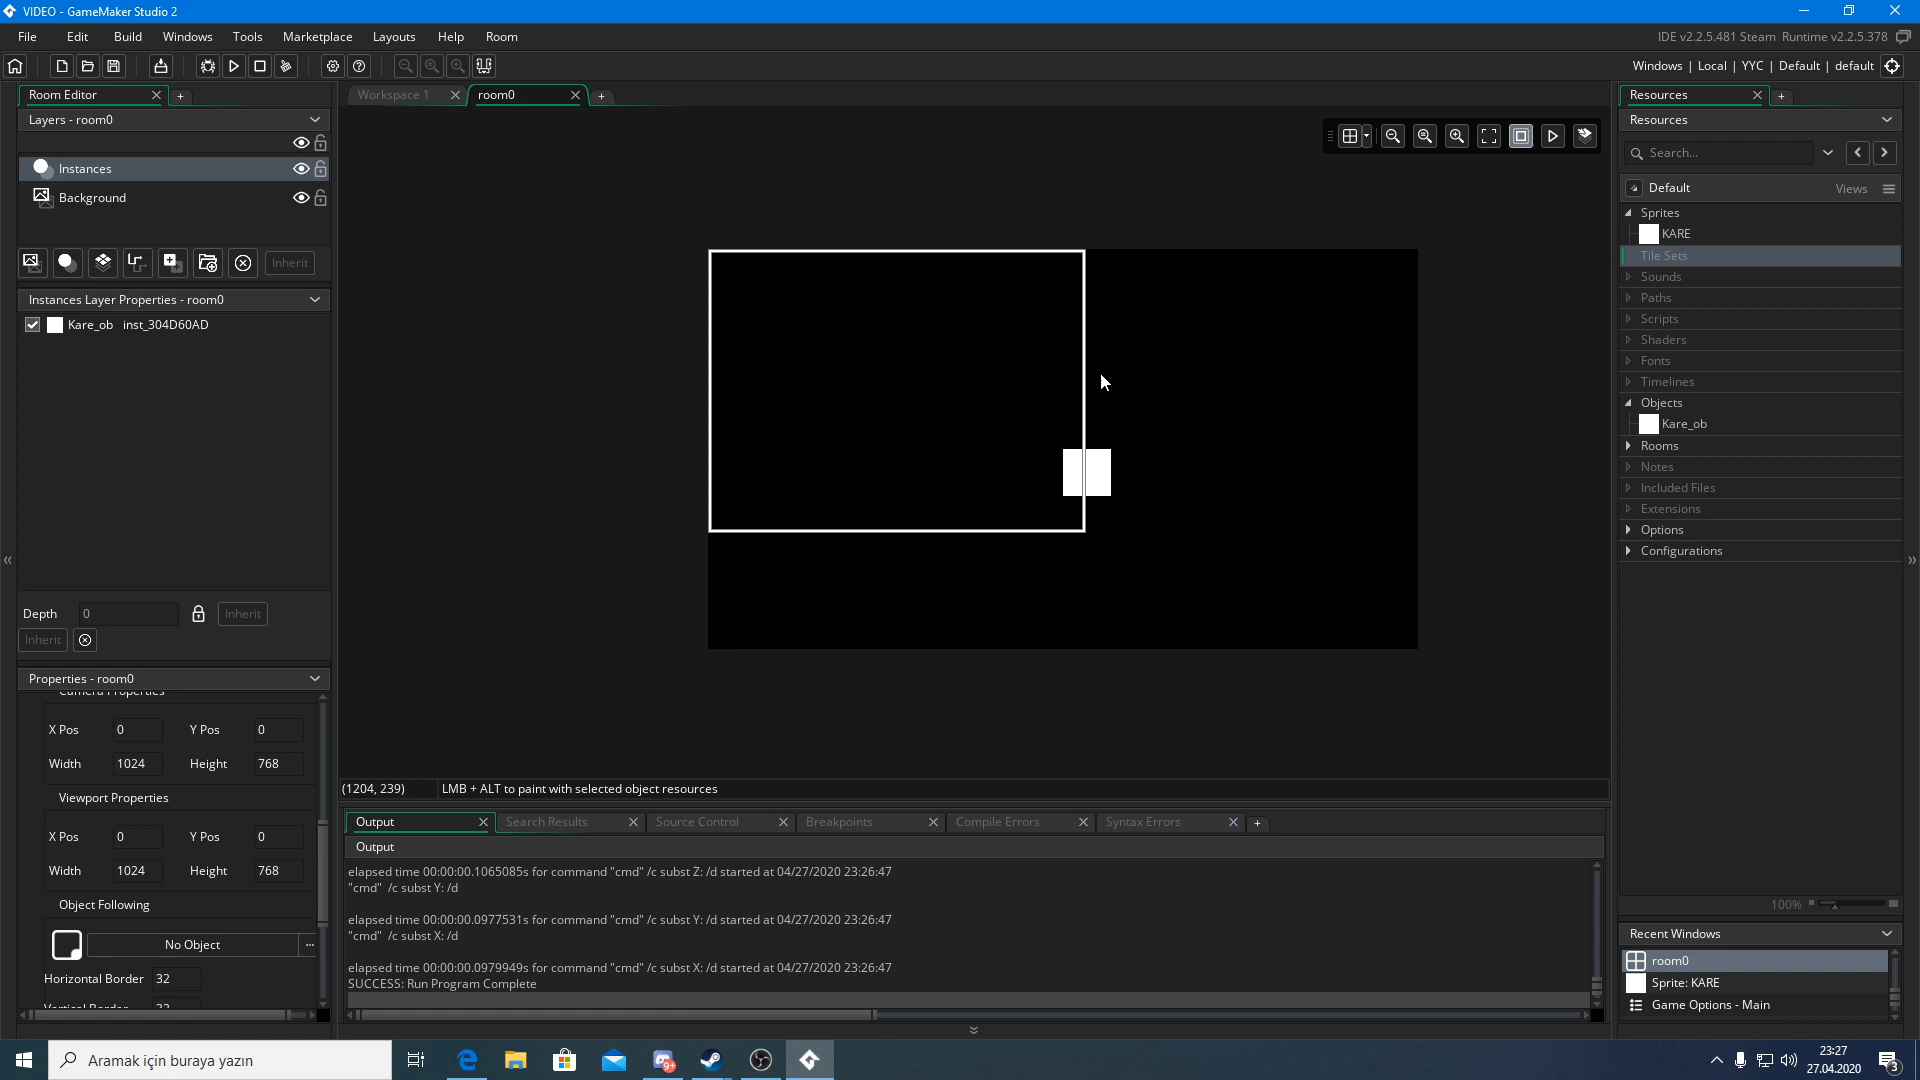 VIDEO - GameMaker Studio 2
File Edit Build Windows Tools Marketplace Layouts Help Room
IDE v2.2.5.481 Steam Runtime v2.2.5.378
Windows | Local | YYC | Default | default
Room Editor
Workspace 1
room0
Resources
Layers - room0
Resources
Search...
Instances
Background
Default
Views
Sprites
KARE
Tile Sets
Sounds
Paths
Scripts
Shaders
Fonts
Timelines
Objects
Kare_ob
Rooms
Notes
Included Files
Extensions
Options
Configurations
Inherit
Instances Layer Properties - room0
Kare_ob inst_304D60AD
Depth 0 Inherit
Inherit
Properties - room0
Camera Properties
X Pos 0 Y Pos 0
Width 1024 Height 768
Viewport Properties
X Pos 0 Y Pos 0
Width 1024 Height 768
Object Following
No Object ...
Horizontal Border 32
Vertical Border 32
(1204, 239) LMB + ALT to paint with selected object resources
Output Search Results Source Control Breakpoints Compile Errors Syntax Errors
Output
elapsed time 00:00:00.1065085s for command "cmd" /c subst Z: /d started at 04/27/2020 23:26:47
"cmd" /c subst Y: /d
elapsed time 00:00:00.0977531s for command "cmd" /c subst Y: /d started at 04/27/2020 23:26:47
"cmd" /c subst X: /d
elapsed time 00:00:00.0979949s for command "cmd" /c subst X: /d started at 04/27/2020 23:26:47
SUCCESS: Run Program Complete
100%
Recent Windows
room0
Sprite: KARE
Game Options - Main
Aramak için buraya yazın
9+
23:27
27.04.2020
3